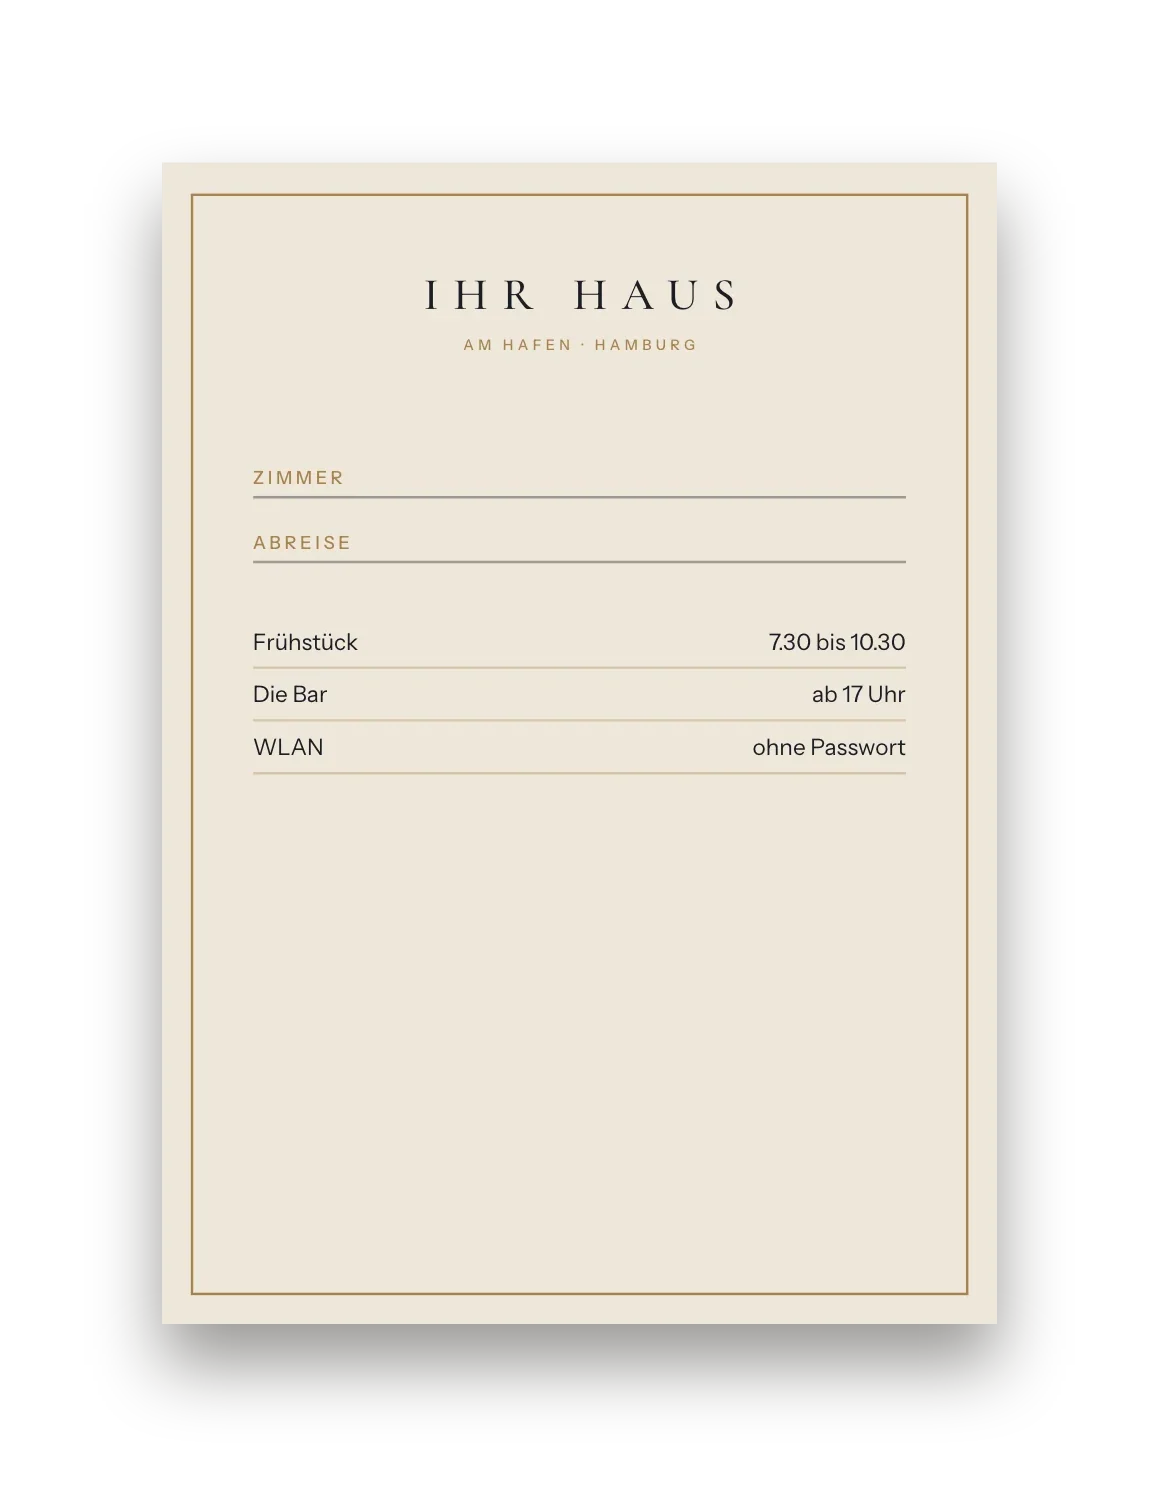 IHR HAUS
AM HAFEN · HAMBURG
ZIMMER
ABREISE
Frühstück 7.30 bis 10.30
Die Bar ab 17 Uhr
WLAN ohne Passwort